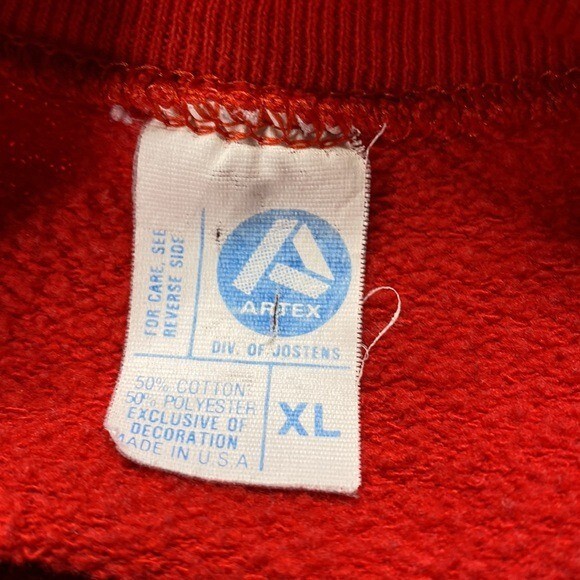 FOR CARE, SEE
REVERSE SIDE
ARTEX
DIV. OF JOSTENS
50% COTTON
50% POLYESTER
EXCLUSIVE OF
DECORATION
MADE IN U.S.A.
XL